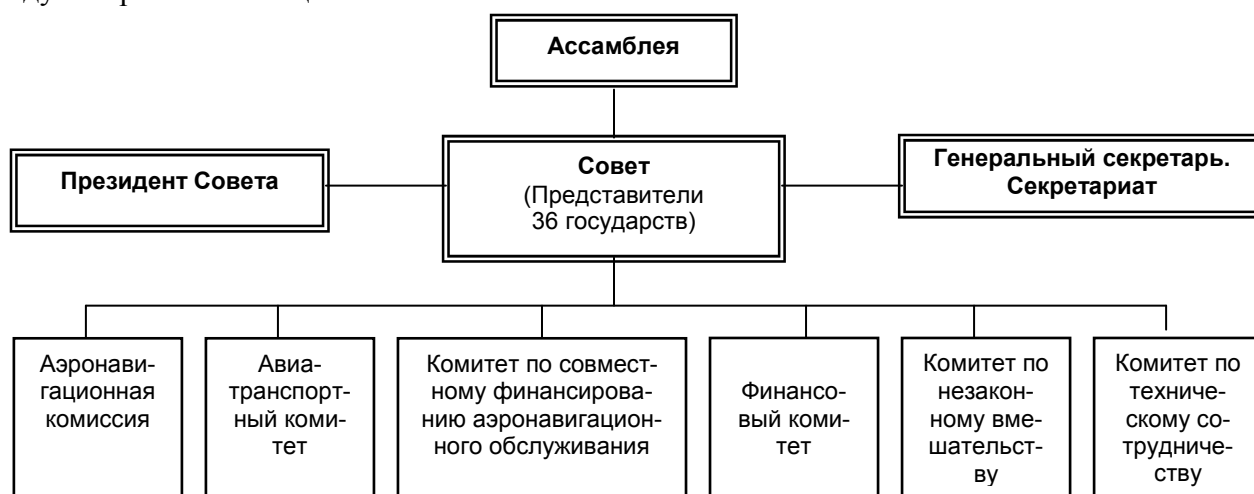 Ассамблея
Президент Совета
Совет
(Представители
36 государств)
Генеральный секретарь.
Секретариат
Аэронави-
гационная
комиссия
Авиа-
транспорт-
ный коми-
тет
Комитет по совмест-
ному финансирова-
нию аэронавигацион-
ного обслуживания
Финансо-
вый коми-
тет
Комитет по
незакон-
ному вме-
шательст-
ву
Комитет по
техниче-
скому со-
трудниче-
ству